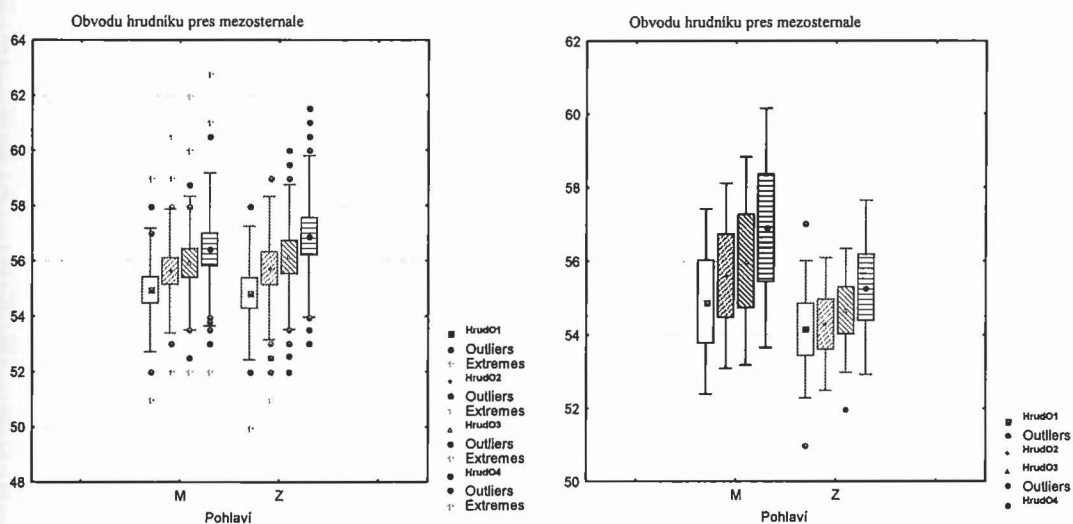 Obvodu hrudníku pres mezosternale
64
62
60
58
56
54
52
50
48
M Z
Pohlaví
HrudO1
Outliers
Extremes
HrudO2
Outliers
Extremes
HrudO3
Outliers
Extremes
HrudO4
Outliers
Extremes
Obvodu hrudníku pres mezosternale
62
60
58
56
54
52
50
M Z
Pohlaví
HrudO1
Outliers
HrudO2
HrudO3
Outliers
HrudO4